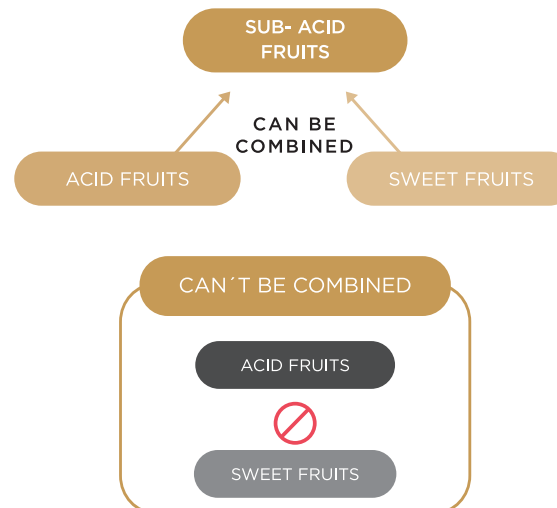 SUB- ACID
FRUITS
CAN BE
COMBINED
ACID FRUITS
SWEET FRUITS
CAN´T BE COMBINED
ACID FRUITS
SWEET FRUITS